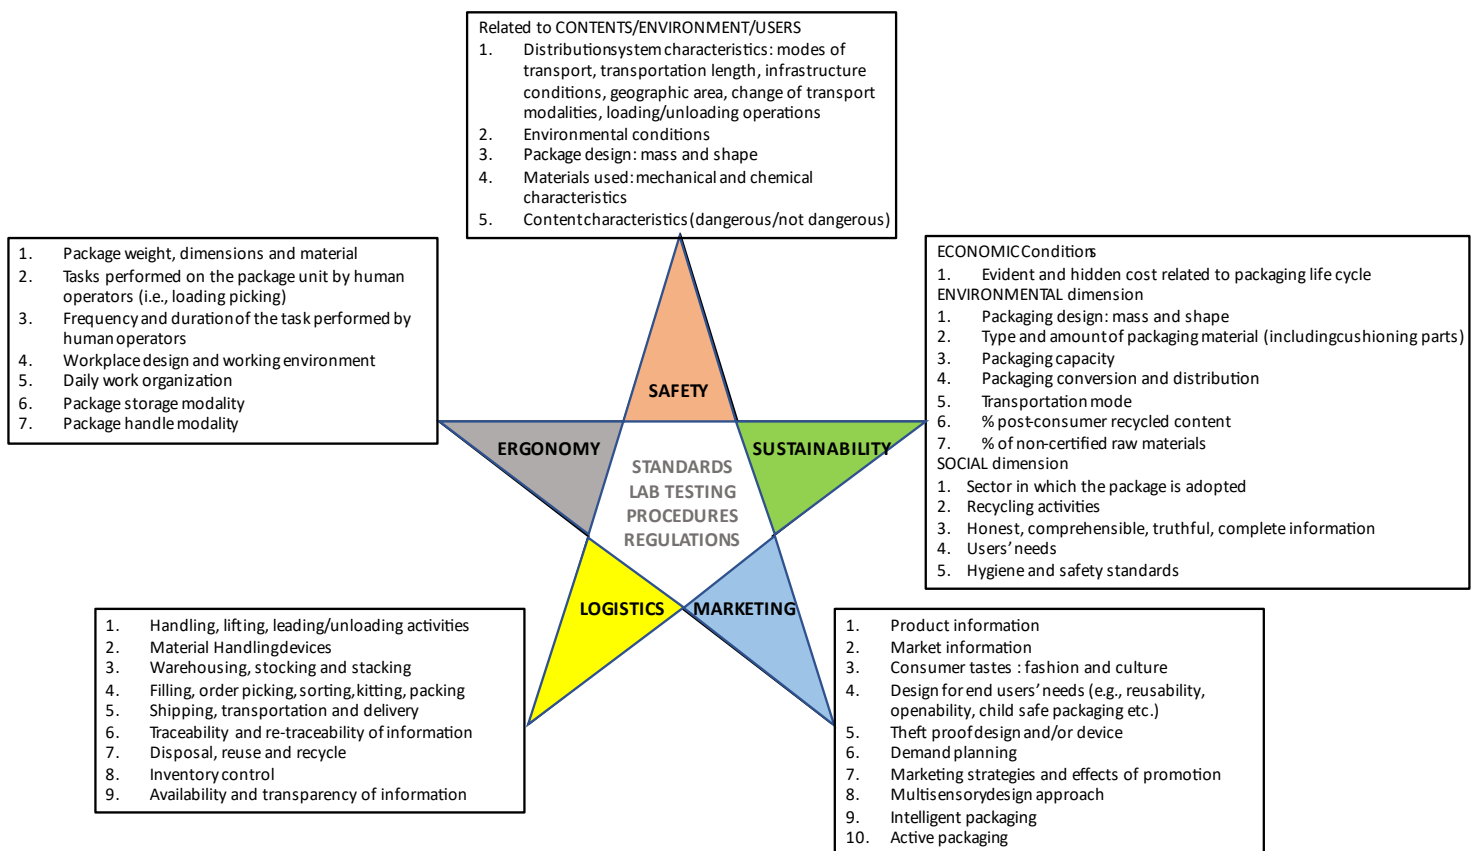 Related to CONTENTS/ENVIRONMENT/USERS
1. Distributionsystem characteristics: modes of
transport, transportation length, infrastructure
conditions, geographic area, change of transport
modalities, loading/unloading operations
2. Environmental conditions
3. Package design: mass and shape
4. Materials used: mechanical and chemical
characteristics
5. Content characteristics (dangerous/not dangerous)
1. Package weight, dimensions and material
2. Tasks performed on the package unit by human
operators (i.e., loading picking)
3. Frequency and duration of the task performed by
human operators
4. Workplace design and working environment
5. Daily work organization
6. Package storage modality
7. Package handle modality
ECONOMIC Conditions
1. Evident and hidden cost related to packaging life cycle
ENVIRONMENTAL dimension
1. Packaging design: mass and shape
2. Type and amount of packaging material (including cushioning parts)
3. Packaging capacity
4. Packaging conversion and distribution
5. Transportation mode
6. % post-consumer recycled content
7. % of non-certified raw materials
SOCIAL dimension
1. Sector in which the package is adopted
2. Recycling activities
3. Honest, comprehensible, truthful, complete information
4. Users' needs
5. Hygiene and safety standards
SAFETY
ERGONOMY
SUSTAINABILITY
STANDARDS
LAB TESTING
PROCEDURES
REGULATIONS
LOGISTICS
MARKETING
1. Handling, lifting, leading/unloading activities
2. Material Handling devices
3. Warehousing, stocking and stacking
4. Filling, order picking, sorting, kitting, packing
5. Shipping, transportation and delivery
6. Traceability and re-traceability of information
7. Disposal, reuse and recycle
8. Inventory control
9. Availability and transparency of information
1. Product information
2. Market information
3. Consumer tastes : fashion and culture
4. Design for end users' needs (e.g., reusability,
openability, child safe packaging etc.)
5. Theft proof design and/or device
6. Demand planning
7. Marketing strategies and effects of promotion
8. Multisensory design approach
9. Intelligent packaging
10. Active packaging